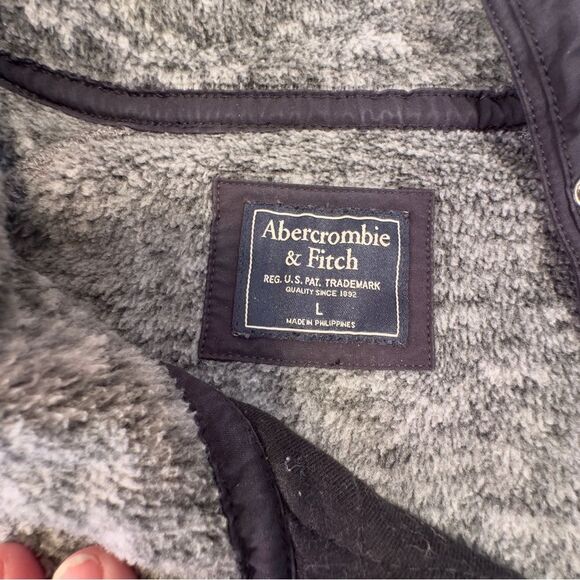 Abercrombie
& Fitch
REG. U.S. PAT. TRADEMARK
QUALITY SINCE 1892
L
MADE IN PHILIPPINES